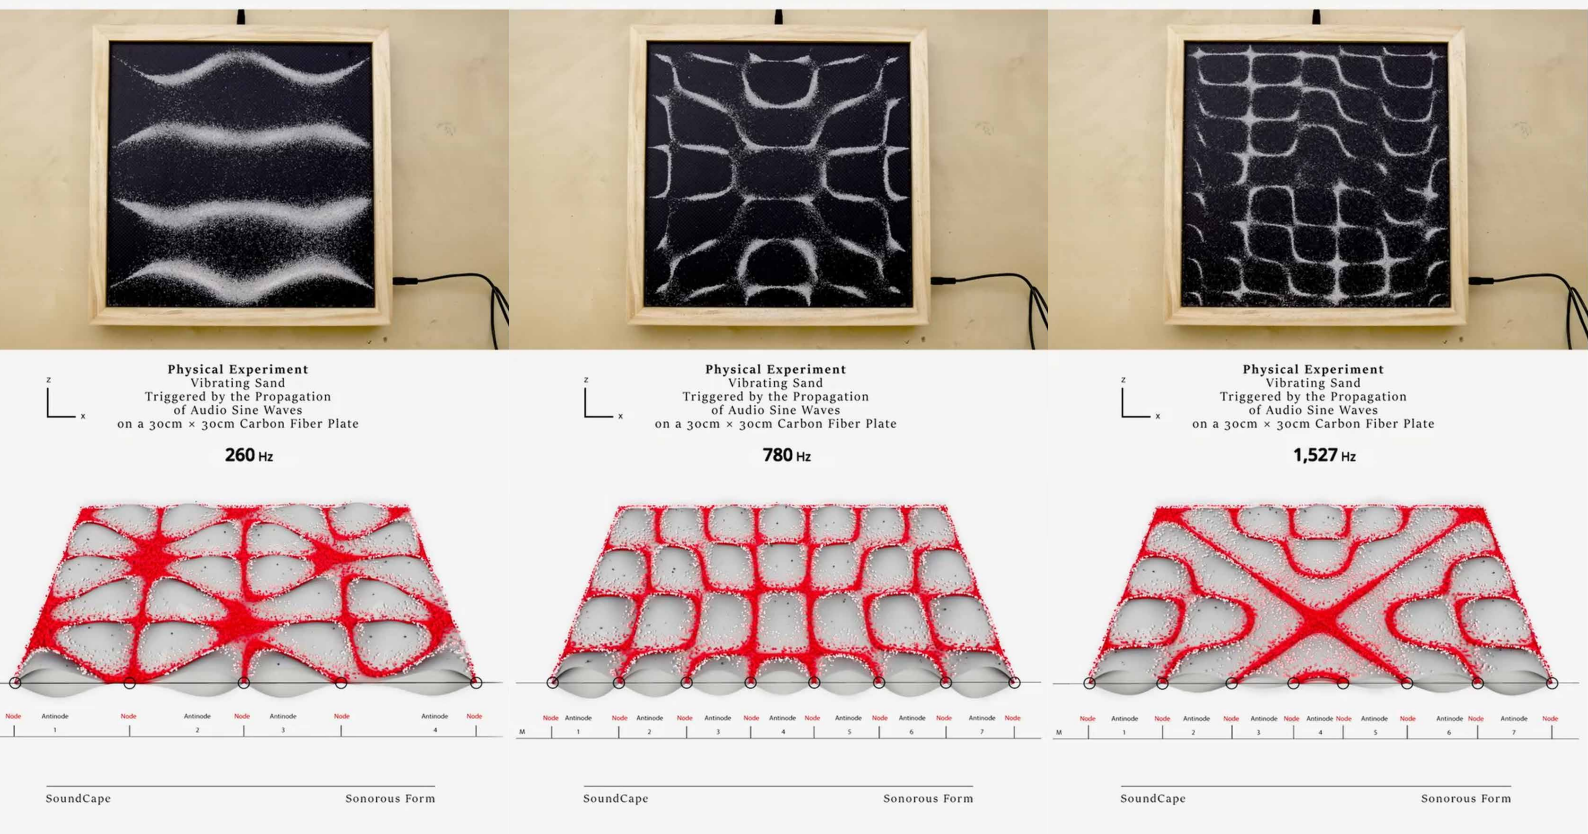 Physical Experiment
Vibrating Sand
Triggered by the Propagation
of Audio Sine Waves
on a 30cm × 30cm Carbon Fiber Plate
z
x
260 Hz
Node Antinode Node Antinode Node Antinode Node Antinode Node
1 2 3 4
SoundCape Sonorous Form
Physical Experiment
Vibrating Sand
Triggered by the Propagation
of Audio Sine Waves
on a 30cm × 30cm Carbon Fiber Plate
z
x
780 Hz
Node Antinode Node Antinode Node Antinode Node Antinode Node Antinode Node Antinode Node Antinode Node
M 1 2 3 4 5 6 7
SoundCape Sonorous Form
Physical Experiment
Vibrating Sand
Triggered by the Propagation
of Audio Sine Waves
on a 30cm × 30cm Carbon Fiber Plate
z
x
1,527 Hz
Node Antinode Node Antinode Node Antinode Node Antinode Node Antinode Node Antinode Node Antinode Node
M 1 2 3 4 5 6 7
SoundCape Sonorous Form